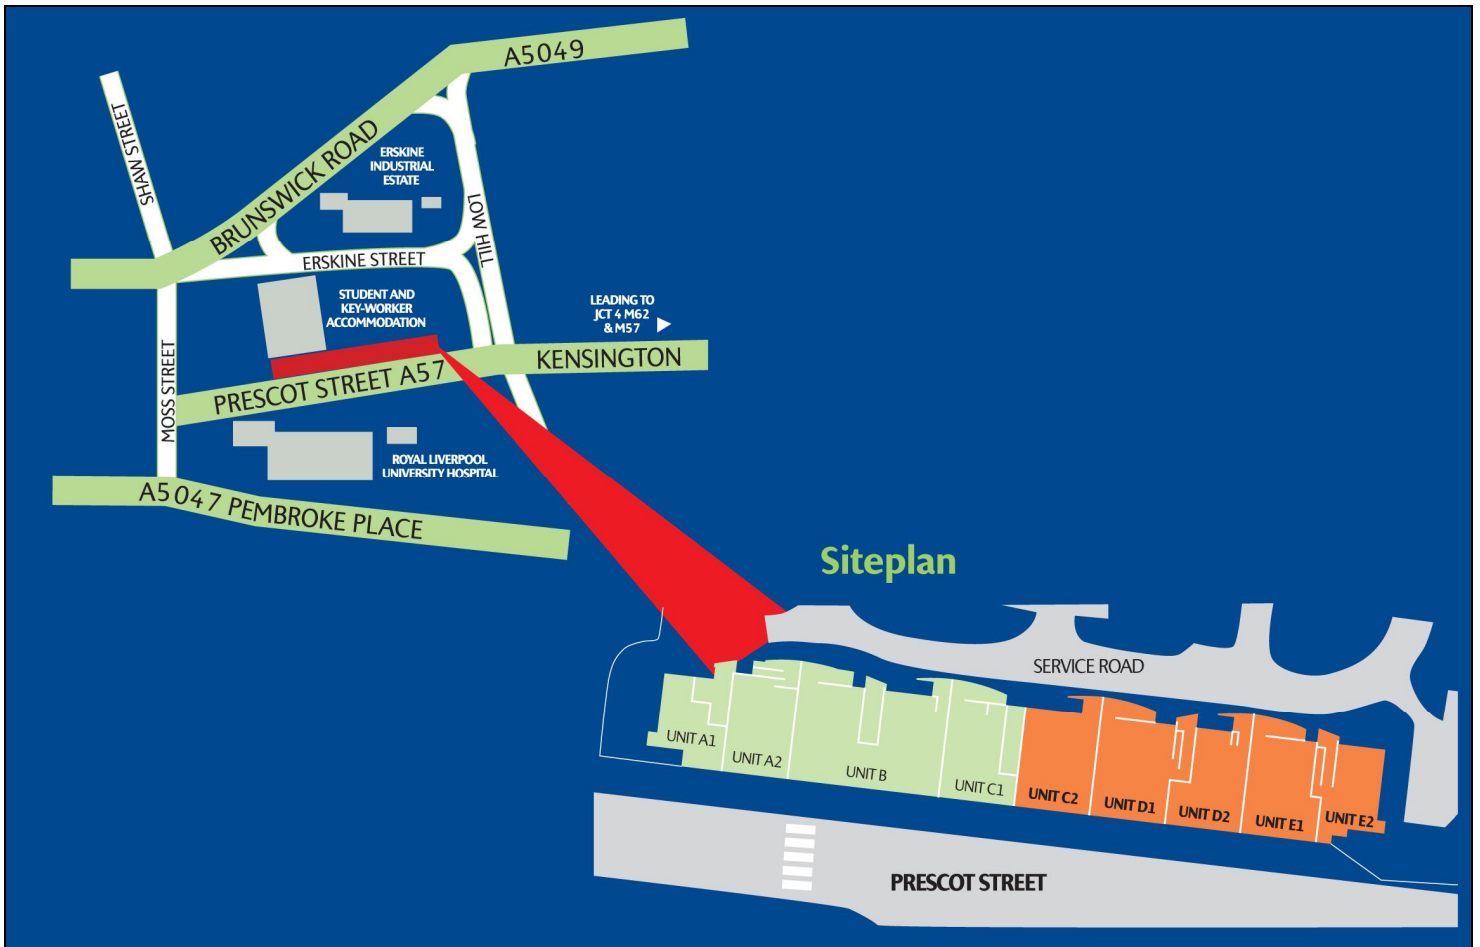 A5049
SHAW STREET
BRUNSWICK ROAD
ERSKINE
INDUSTRIAL
ESTATE
LOW HILL
ERSKINE STREET
STUDENT AND
KEY-WORKER
ACCOMMODATION
LEADING TO
JCT 4 M62
& M57
KENSINGTON
MOSS STREET
PRESCOT STREET A57
ROYAL LIVERPOOL
UNIVERSITY HOSPITAL
A5047 PEMBROKE PLACE
Siteplan
SERVICE ROAD
UNIT A1
UNIT A2
UNIT B
UNIT C1
UNIT C2
UNIT D1
UNIT D2
UNIT E1
UNIT E2
PRESCOT STREET